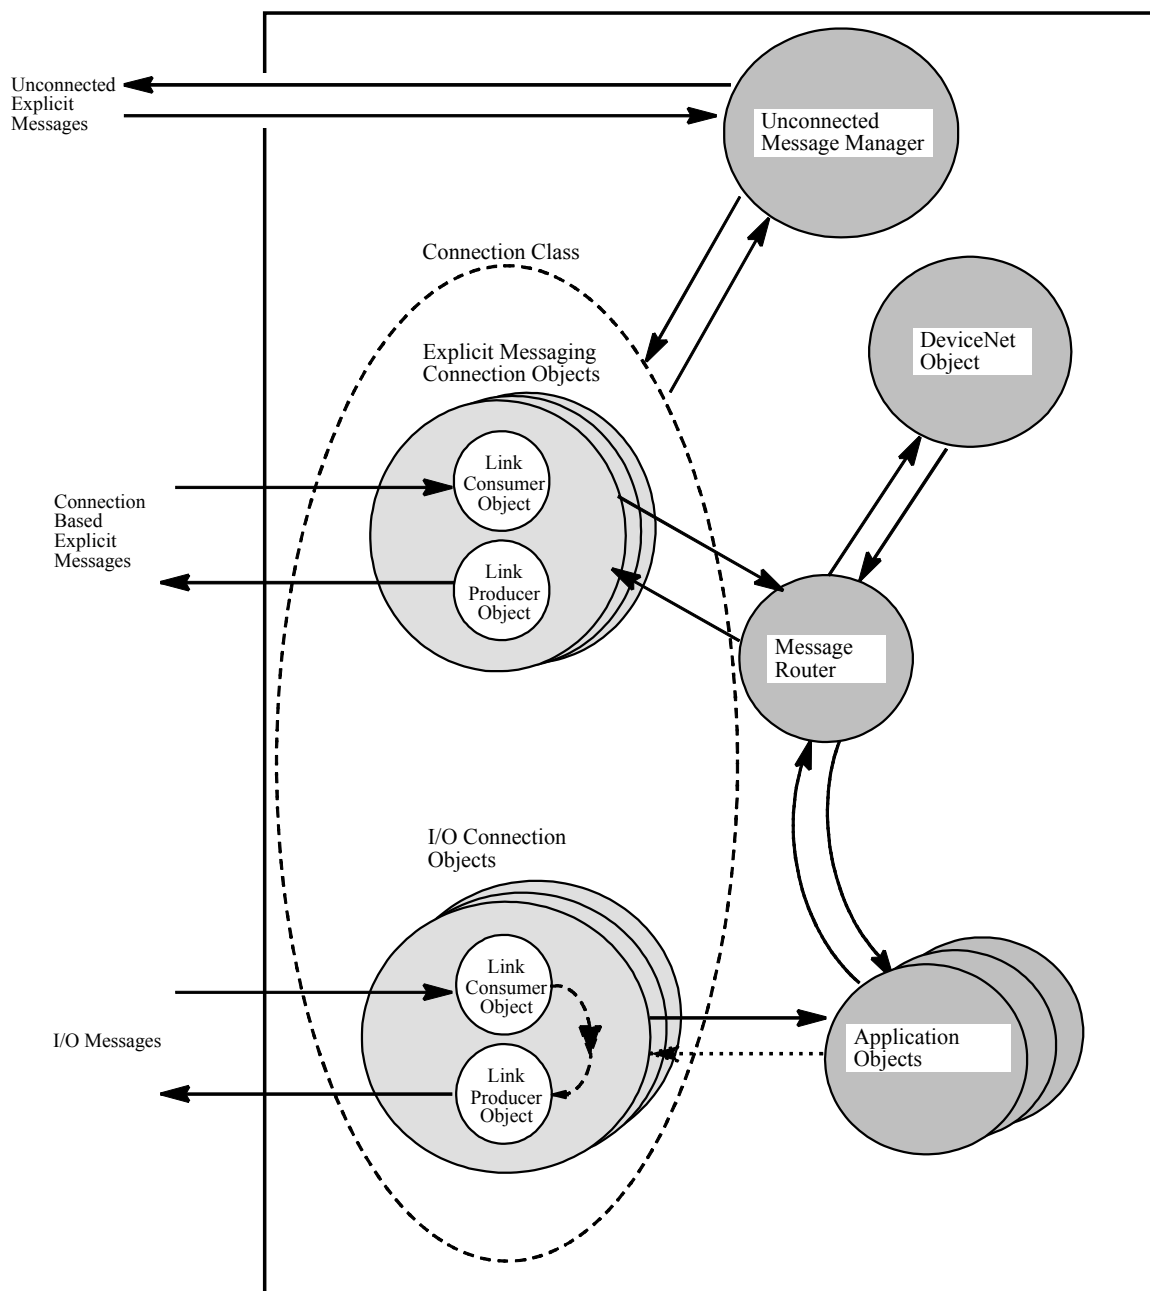 Unconnected
Explicit
Messages
Unconnected
Message Manager
Connection Class
DeviceNet
Object
Explicit Messaging
Connection Objects
Link
Consumer
Object
Connection
Based
Explicit
Messages
Link
Producer
Object
Message
Router
I/O Connection
Objects
Link
Consumer
Object
I/O Messages
Application
Objects
Link
Producer
Object